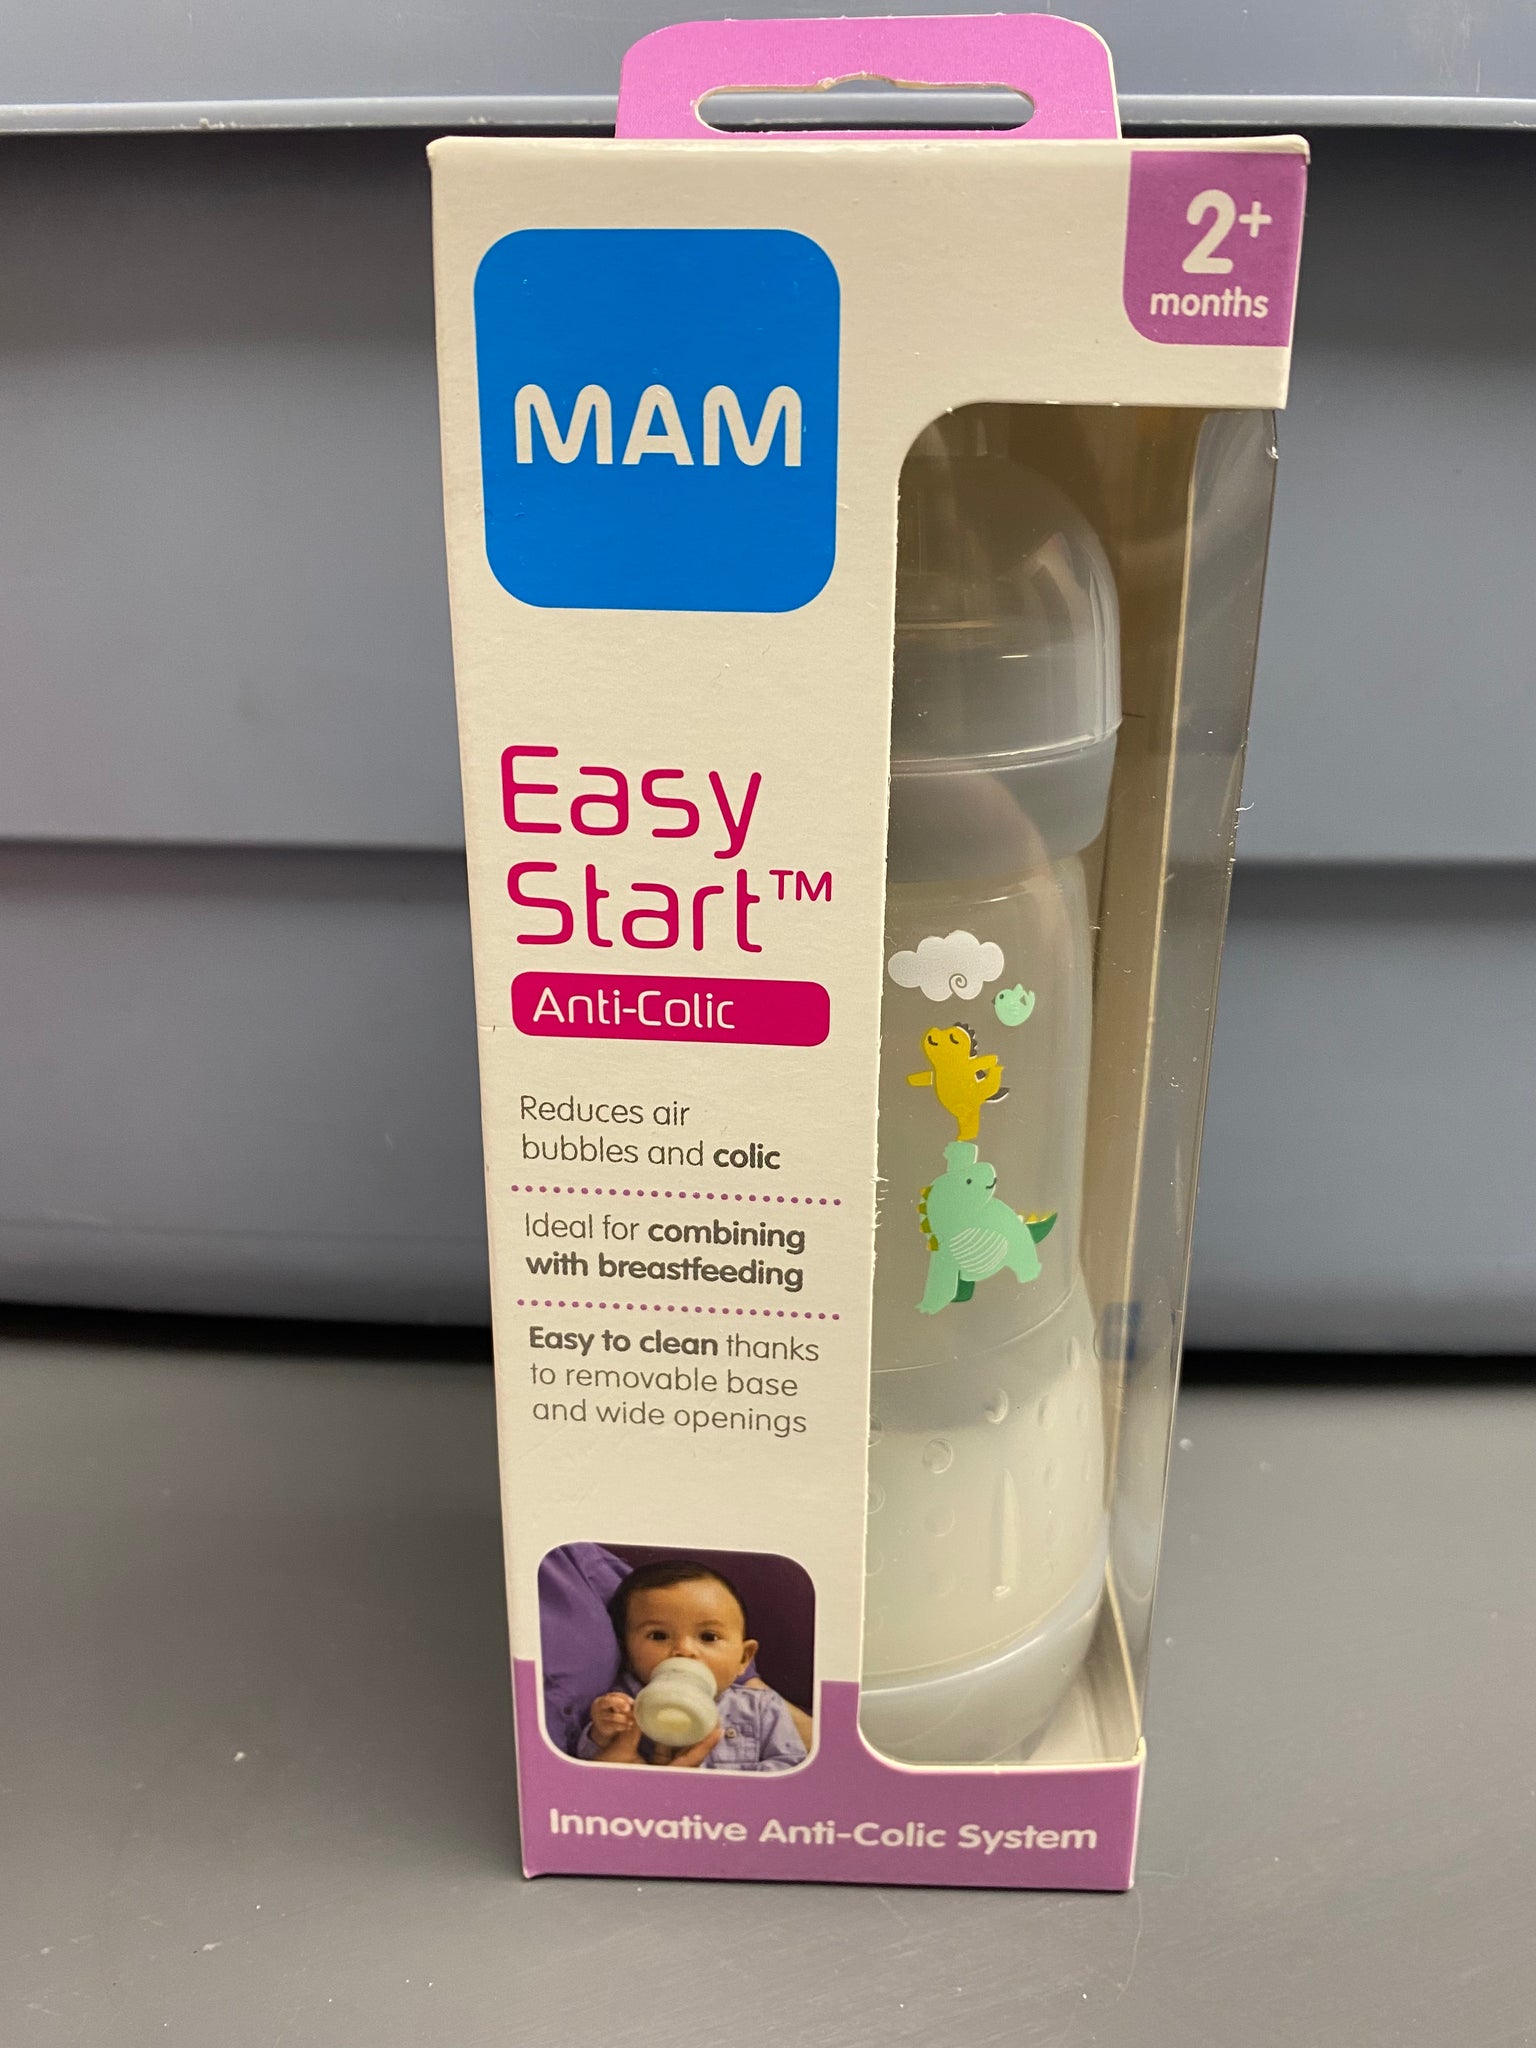 2+
months
MAM
Easy
Start™
Anti-Colic
Reduces air
bubbles and colic
Ideal for combining
with breastfeeding
Easy to clean thanks
to removable base
and wide openings
Innovative Anti-Colic System